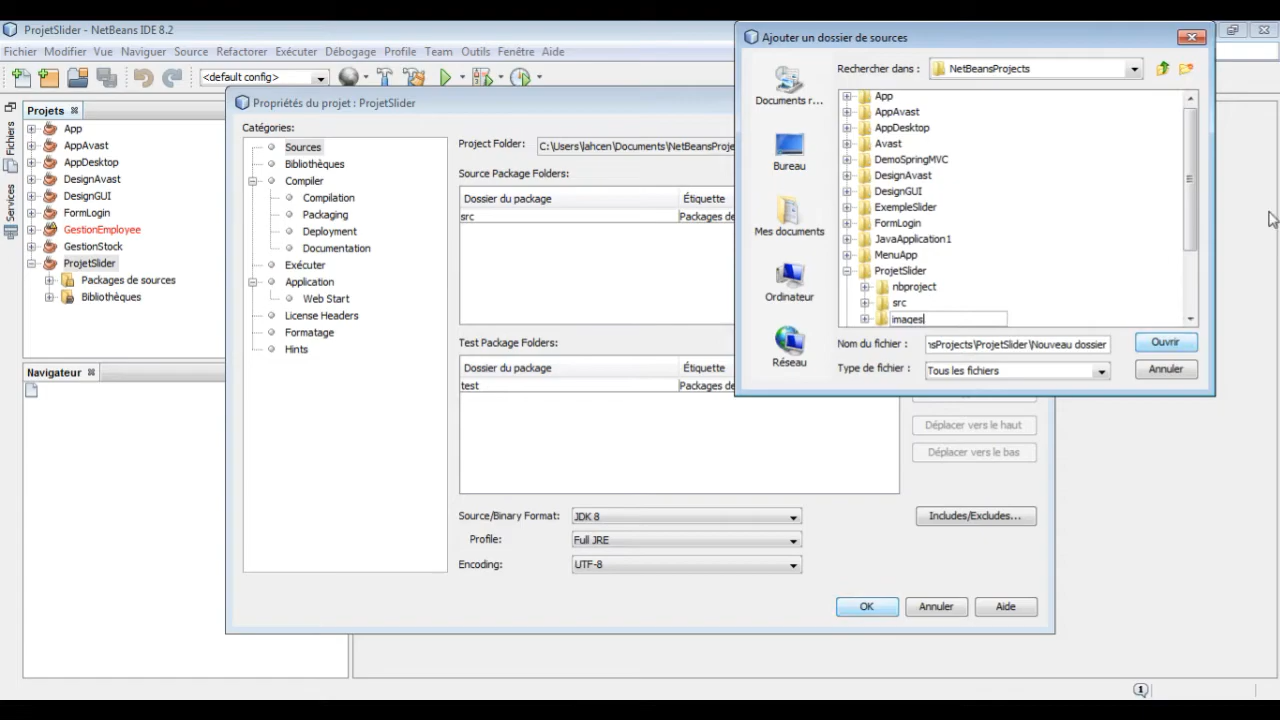 ProjetSlider - NetBeans IDE 8.2
Fichier Modifier Vue Naviguer Source Refactorer Exécuter Débogage Profile Team Outils Fenêtre Aide
<default config>
Projets
App
AppAvast
AppDesktop
DesignAvast
DesignGUI
FormLogin
GestionEmployee
GestionStock
ProjetSlider
Packages de sources
Bibliothèques
Fichiers
Services
Navigateur
Propriétés du projet : ProjetSlider
Catégories:
Sources
Bibliothèques
Compiler
Compilation
Packaging
Deployment
Documentation
Exécuter
Application
Web Start
License Headers
Formatage
Hints
Project Folder: C:\Users\lahcen\Documents\NetBeansProje
Source Package Folders:
Dossier du package Étiquette
src Packages de
Test Package Folders:
Dossier du package Étiquette
test Packages de
Déplacer vers le haut
Déplacer vers le bas
Source/Binary Format: JDK 8
Includes/Excludes...
Profile: Full JRE
Encoding: UTF-8
OK Annuler Aide
Ajouter un dossier de sources
Rechercher dans : NetBeansProjects
Documents r...
Bureau
Mes documents
Ordinateur
Réseau
App
AppAvast
AppDesktop
Avast
DemoSpringMVC
DesignAvast
DesignGUI
ExempleSlider
FormLogin
JavaApplication1
MenuApp
ProjetSlider
nbproject
src
images
Nom du fichier : nsProjects\ProjetSlider\Nouveau dossier Ouvrir
Type de fichier : Tous les fichiers Annuler
1